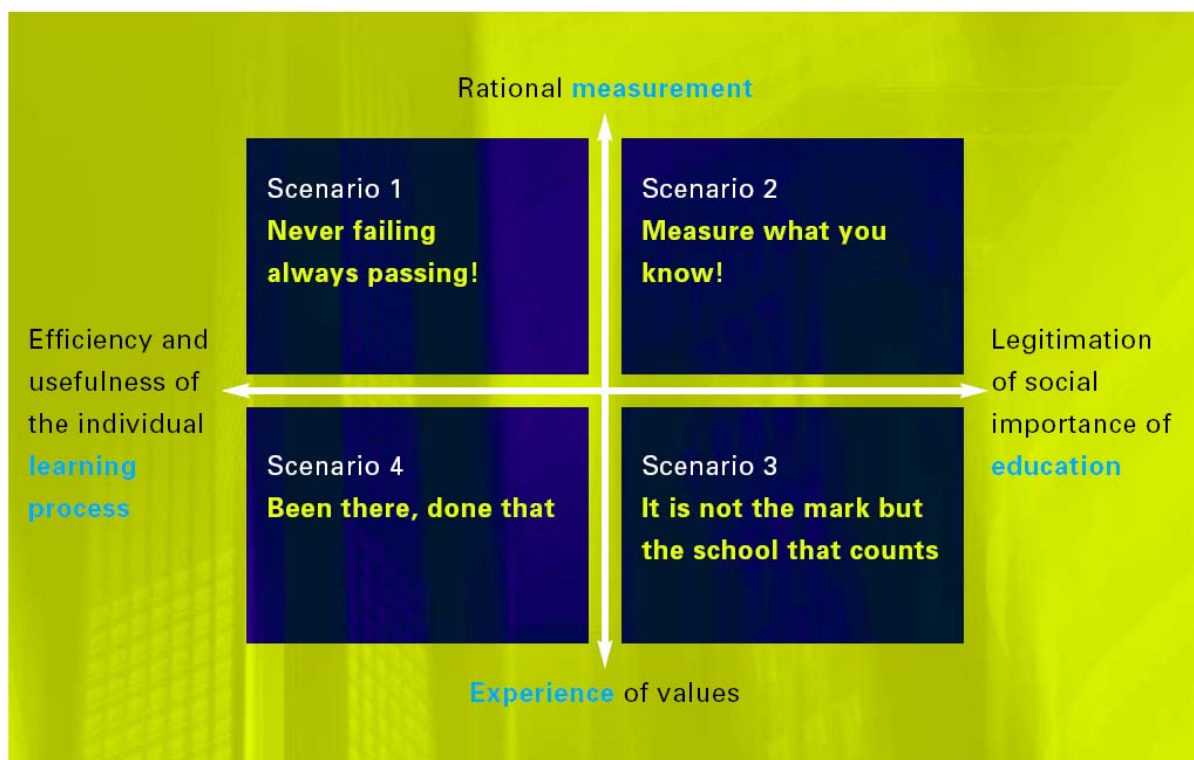 Rational measurement
Scenario 1
Never failing
always passing!
Scenario 2
Measure what you
know!
Efficiency and
usefulness of
the individual
learning
process
Legitimation
of social
importance of
education
Scenario 4
Been there, done that
Scenario 3
It is not the mark but
the school that counts
Experience of values